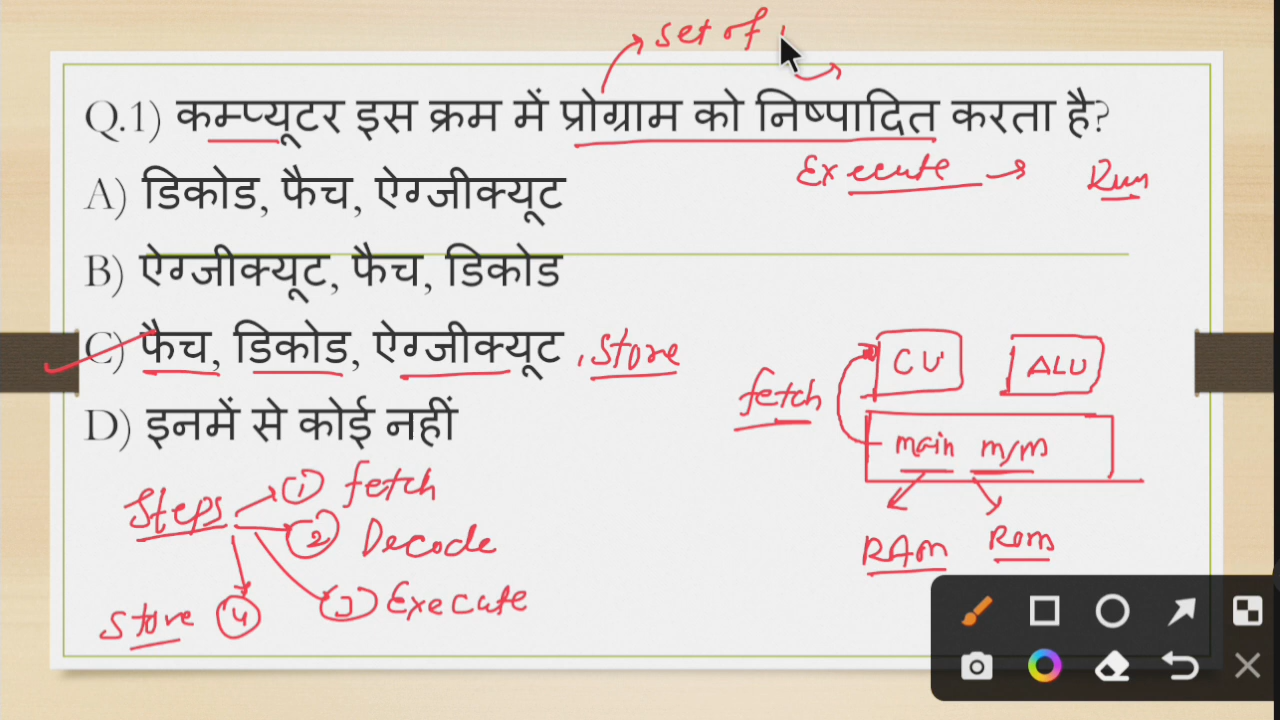 set of
Q.1) कम्प्यूटर इस क्रम में प्रोग्राम को निष्पादित करता है?
Execute Run
A) डिकोड, फैच, ऐग्जीक्यूट
B) ऐग्जीक्यूट, फैच, डिकोड
C) फैच, डिकोड, ऐग्जीक्यूट , Store
CU ALU
fetch
D) इनमें से कोई नहीं
main m/m
Steps 1 fetch
2 Decode
RAM ROM
3 Execute
Store 4